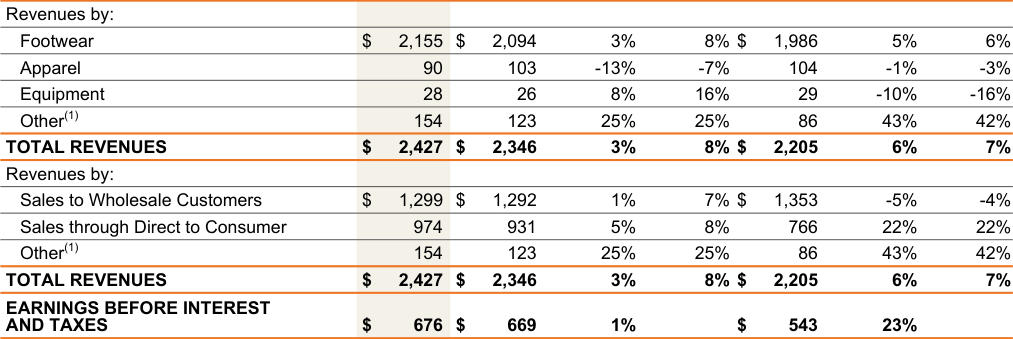 Revenues by:
Footwear $ 2,155 $ 2,094 3% 8% $ 1,986 5% 6%
Apparel 90 103 -13% -7% 104 -1% -3%
Equipment 28 26 8% 16% 29 -10% -16%
Other(1) 154 123 25% 25% 86 43% 42%
TOTAL REVENUES $ 2,427 $ 2,346 3% 8% $ 2,205 6% 7%
Revenues by:
Sales to Wholesale Customers $ 1,299 $ 1,292 1% 7% $ 1,353 -5% -4%
Sales through Direct to Consumer 974 931 5% 8% 766 22% 22%
Other(1) 154 123 25% 25% 86 43% 42%
TOTAL REVENUES $ 2,427 $ 2,346 3% 8% $ 2,205 6% 7%
EARNINGS BEFORE INTEREST
AND TAXES $ 676 $ 669 1% $ 543 23%